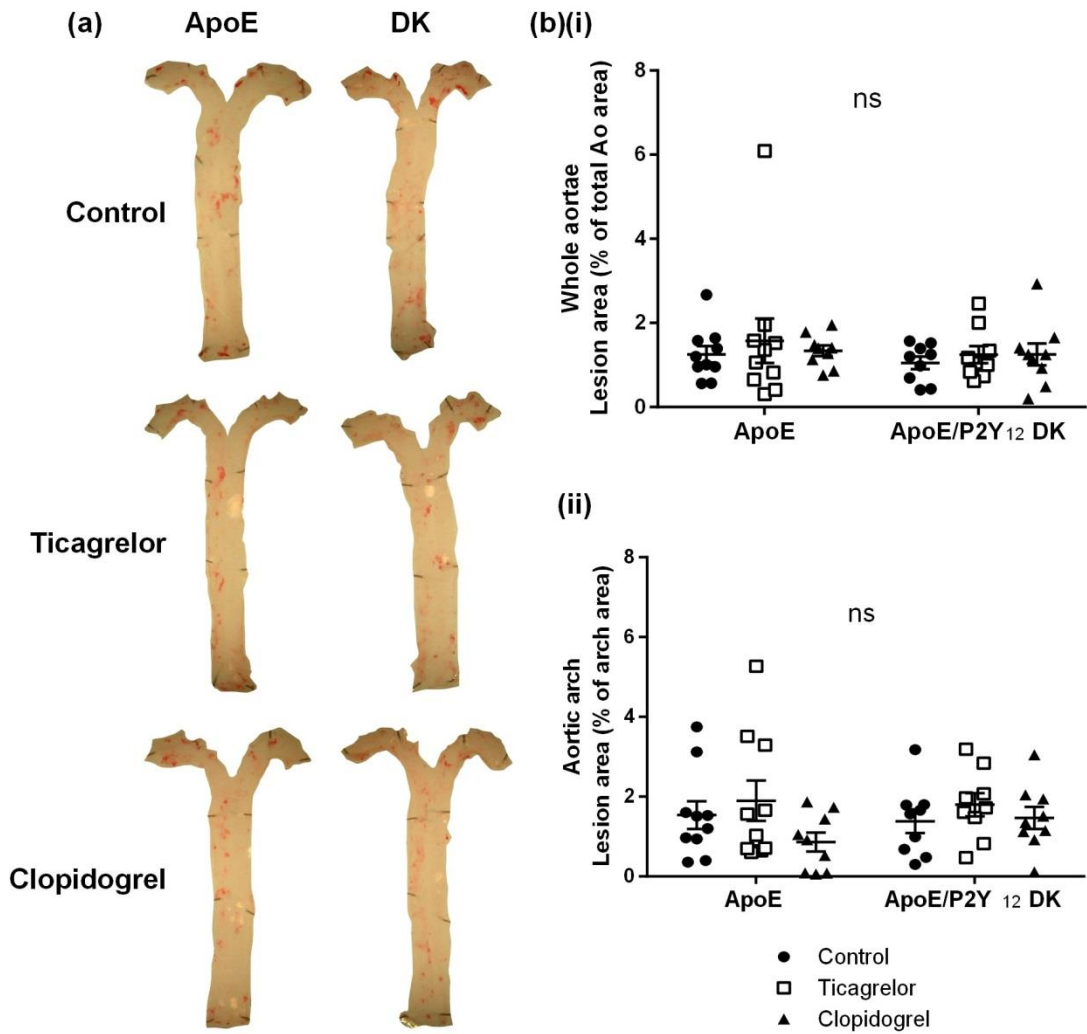 (a)
ApoE
DK
Control
Ticagrelor
Clopidogrel
(b)(i)
Whole aortae
Lesion area (% of total Ao area)
8
6
4
2
0
ns
ApoE
ApoE/P2Y₁₂ DK
(ii)
Aortic arch
Lesion area (% of arch area)
8
6
4
2
0
ns
ApoE
ApoE/P2Y ₁₂ DK
Control
Ticagrelor
Clopidogrel